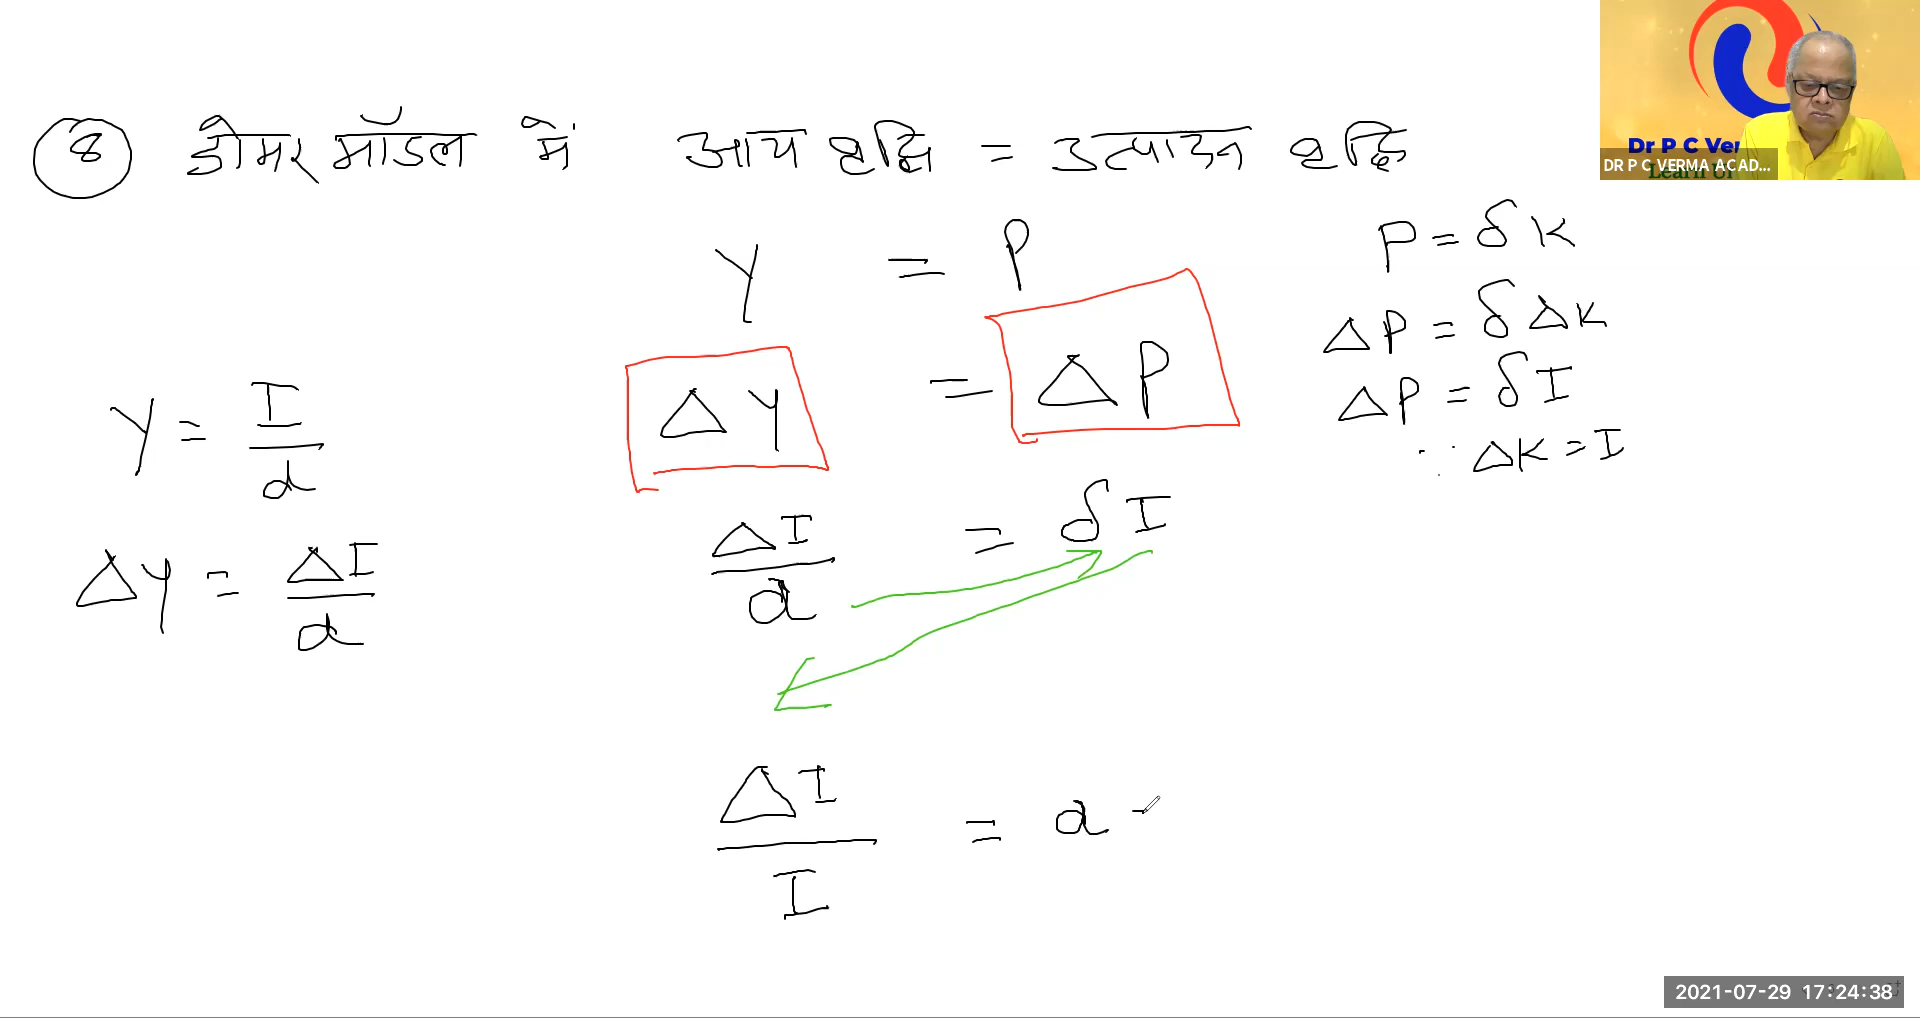 8 डोमर मॉडल में आय वृद्धि = उत्पादन वृद्धि
Y = P
ΔY = ΔP
ΔI/α = δI
ΔI/I = α
Y = I/α
ΔY = ΔI/α
P = δK
ΔP = δΔK
ΔP = δI
∵ ΔK = I
Dr P C Ver
DR P C VERMA ACAD...
2021-07-29 17:24:38